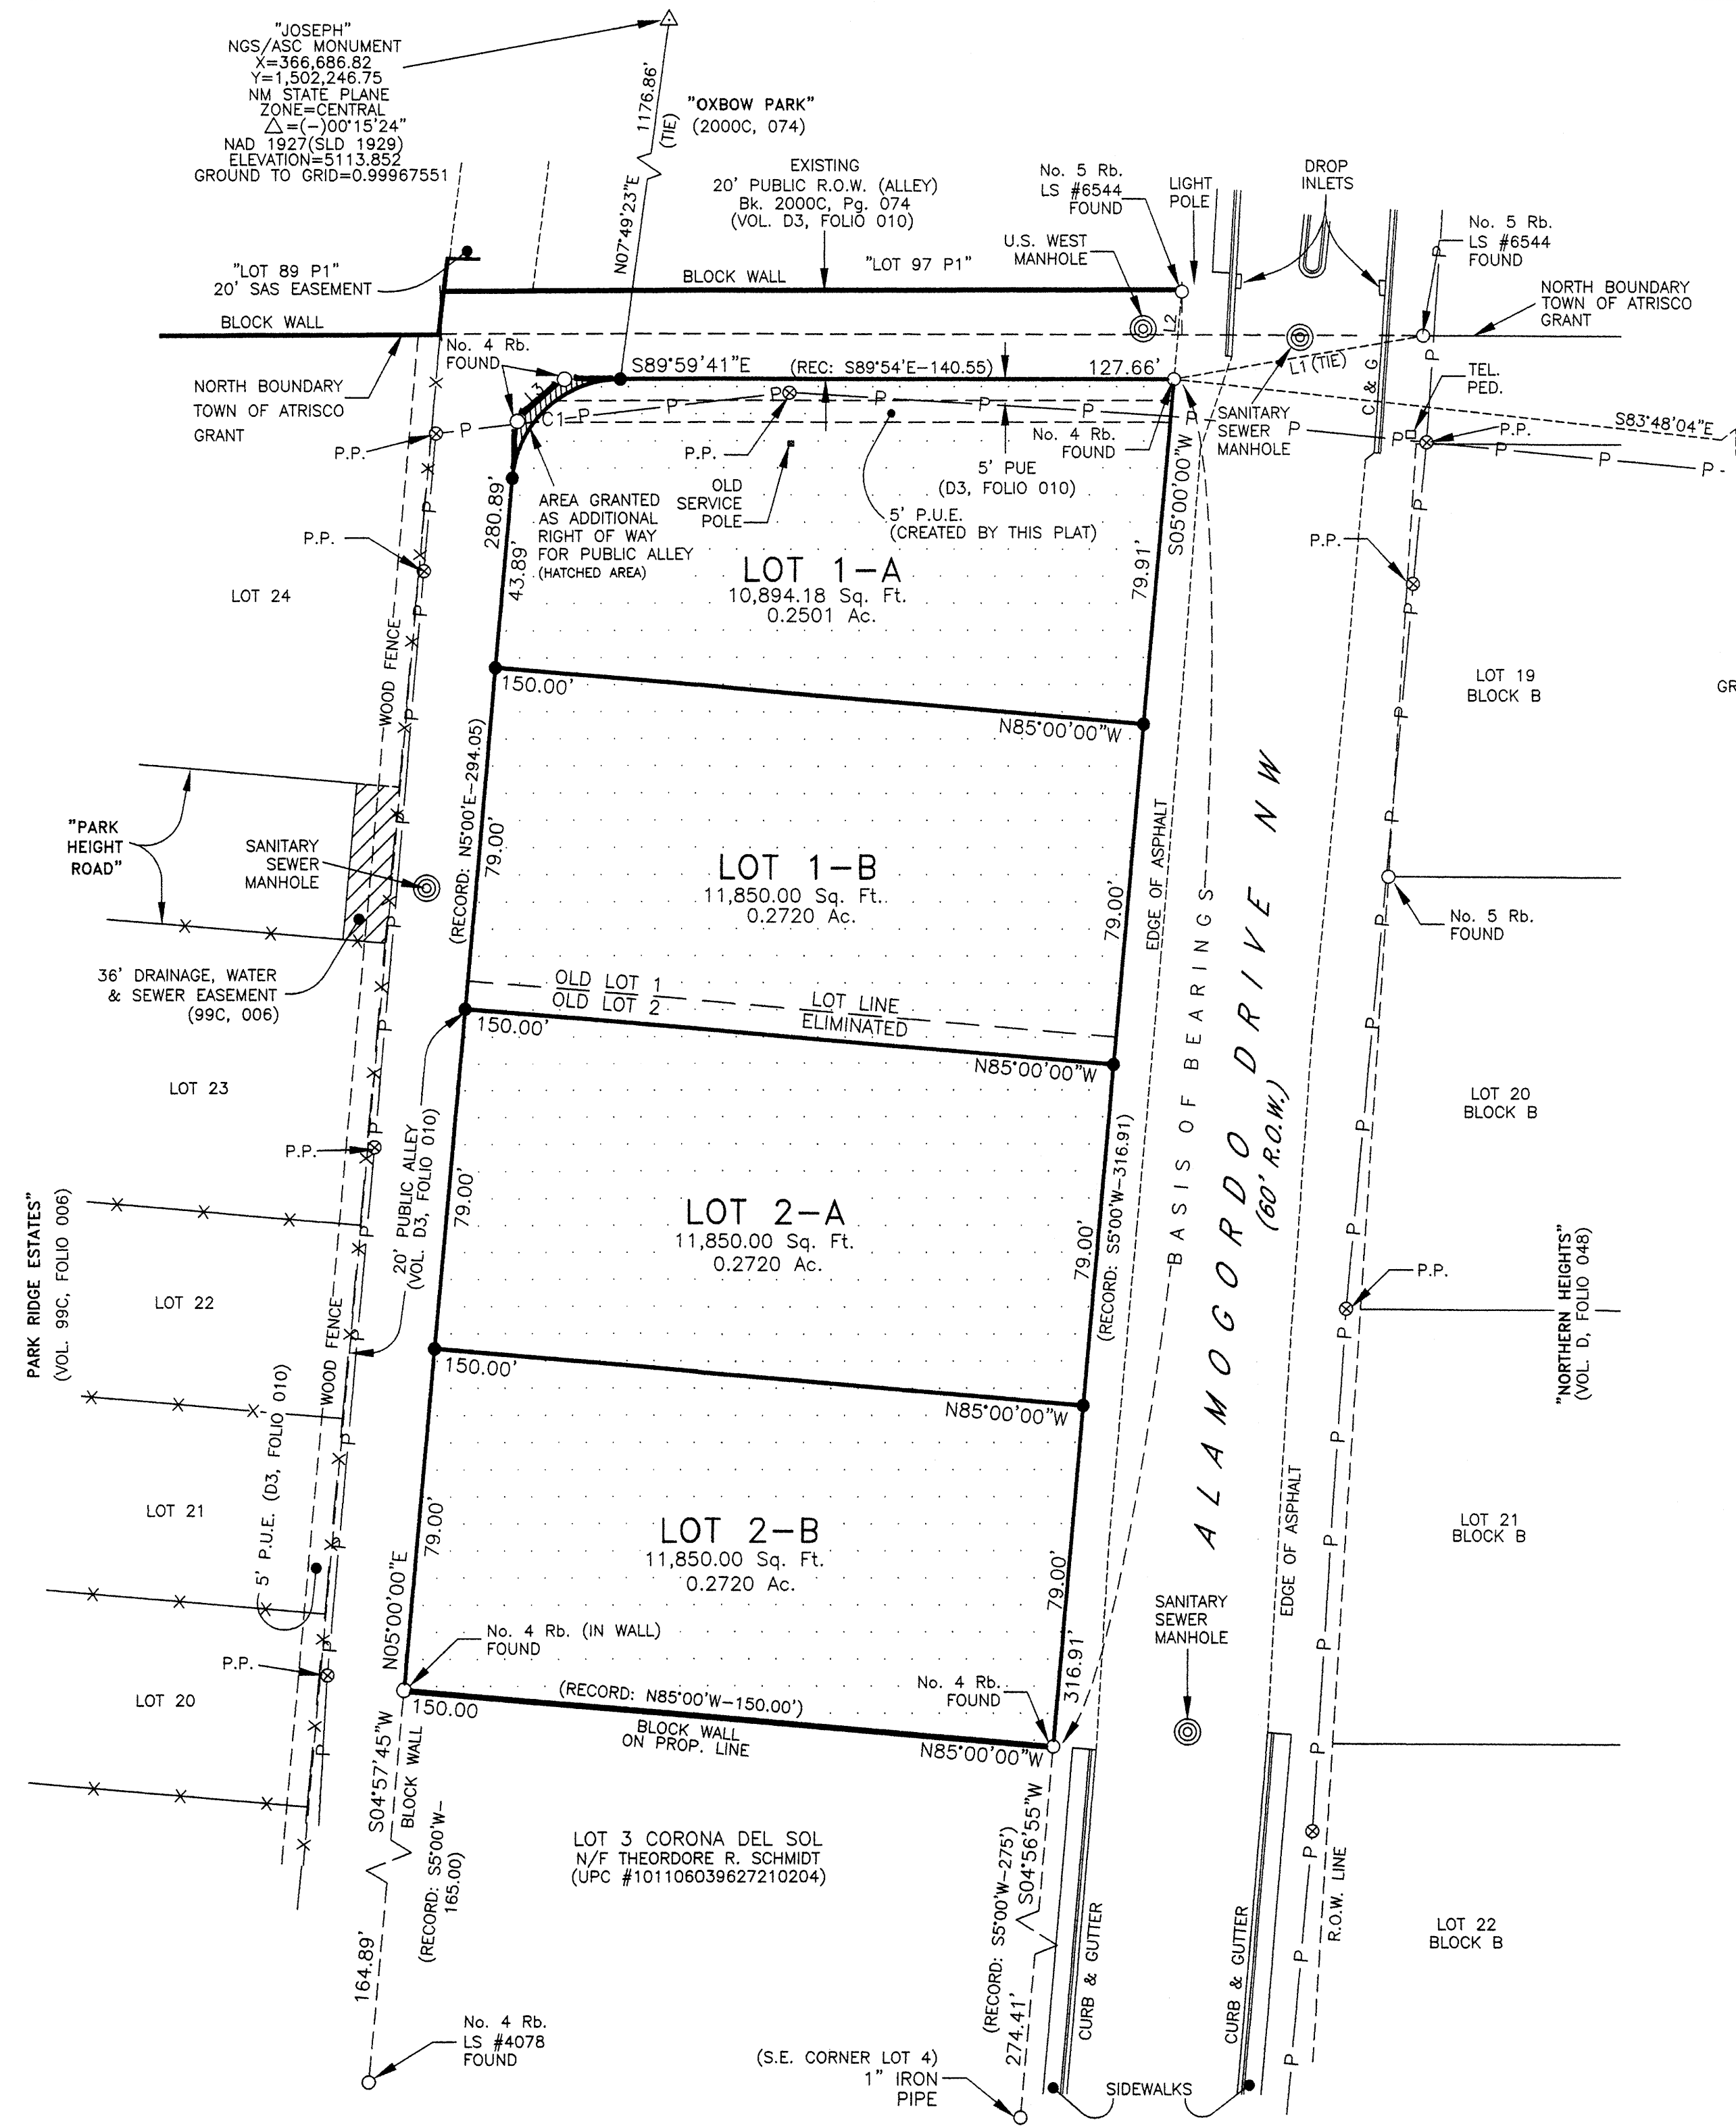 "JOSEPH"
NGS/ASC MONUMENT
X=366,686.82
Y=1,502,246.75
NM STATE PLANE
ZONE=CENTRAL
△=(-)00°15'24"
NAD 1927(SLD 1929)
ELEVATION=5113.852
GROUND TO GRID=0.99967551
1176.86'
(TIE)
N07°49'23"E
"OXBOW PARK"
(2000C, 074)
EXISTING
20' PUBLIC R.O.W. (ALLEY)
Bk. 2000C, Pg. 074
(VOL. D3, FOLIO 010)
No. 5 Rb.
LS #6544
FOUND
LIGHT
POLE
DROP
INLETS
No. 5 Rb.
LS #6544
FOUND
U.S. WEST
MANHOLE
"LOT 97 P1"
BLOCK WALL
"LOT 89 P1"
20' SAS EASEMENT
BLOCK WALL
NORTH BOUNDARY
TOWN OF ATRISCO
GRANT
NORTH BOUNDARY
TOWN OF ATRISCO
GRANT
No. 4 Rb.
FOUND
S89°59'41"E
(REC: S89°54'E-140.55)
127.66'
L2
L1 (TIE)
L3
C1
C & G
TEL.
PED.
S83°48'04"E
P.P.
P.P.
P.P.
No. 4 Rb.
FOUND
SANITARY
SEWER
MANHOLE
5' PUE
(D3, FOLIO 010)
OLD
SERVICE
POLE
5' P.U.E.
(CREATED BY THIS PLAT)
AREA GRANTED
AS ADDITIONAL
RIGHT OF WAY
FOR PUBLIC ALLEY
(HATCHED AREA)
280.89'
43.89'
S05°00'00"W
79.91'
P.P.
P.P.
LOT 1-A
10,894.18 Sq. Ft.
0.2501 Ac.
LOT 24
WOOD FENCE
150.00'
N85°00'00"W
LOT 19
BLOCK B
GR
(RECORD: N5°00'E-294.05)
79.00'
"PARK
HEIGHT
ROAD"
SANITARY
SEWER
MANHOLE
LOT 1-B
11,850.00 Sq. Ft.
0.2720 Ac.
79.00'
EDGE OF ASPHALT
BASIS OF BEARINGS
ALAMOGORDO DRIVE NW
(60' R.O.W.)
No. 5 Rb.
FOUND
36' DRAINAGE, WATER
& SEWER EASEMENT
(99C, 006)
OLD LOT 1
OLD LOT 2
LOT LINE
ELIMINATED
150.00'
N85°00'00"W
LOT 23
P.P.
20' PUBLIC ALLEY
(VOL. D3, FOLIO 010)
79.00'
LOT 2-A
11,850.00 Sq. Ft.
0.2720 Ac.
79.00'
(RECORD: S5°00'W-316.91)
LOT 20
BLOCK B
P.P.
"NORTHERN HEIGHTS"
(VOL. D, FOLIO 048)
PARK RIDGE ESTATES"
(VOL. 99C, FOLIO 006)
LOT 22
WOOD FENCE
150.00'
N85°00'00"W
5' P.U.E. (D3, FOLIO 010)
LOT 21
79.00'
N05°00'00"E
LOT 2-B
11,850.00 Sq. Ft.
0.2720 Ac.
79.00'
316.91'
EDGE OF ASPHALT
LOT 21
BLOCK B
SANITARY
SEWER
MANHOLE
No. 4 Rb. (IN WALL)
FOUND
P.P.
LOT 20
150.00
(RECORD: N85°00'W-150.00')
BLOCK WALL
ON PROP. LINE
N85°00'00"W
No. 4 Rb.
FOUND
S04°57'45"W
BLOCK WALL
(RECORD: S5°00'W-
165.00)
164.89'
LOT 3 CORONA DEL SOL
N/F THEORDORE R. SCHMIDT
(UPC #101106039627210204)
(RECORD: S5°00'W-275')
S04°56'55"W
274.41'
CURB & GUTTER
CURB & GUTTER
R.O.W. LINE
LOT 22
BLOCK B
No. 4 Rb.
LS #4078
FOUND
(S.E. CORNER LOT 4)
1" IRON
PIPE
SIDEWALKS